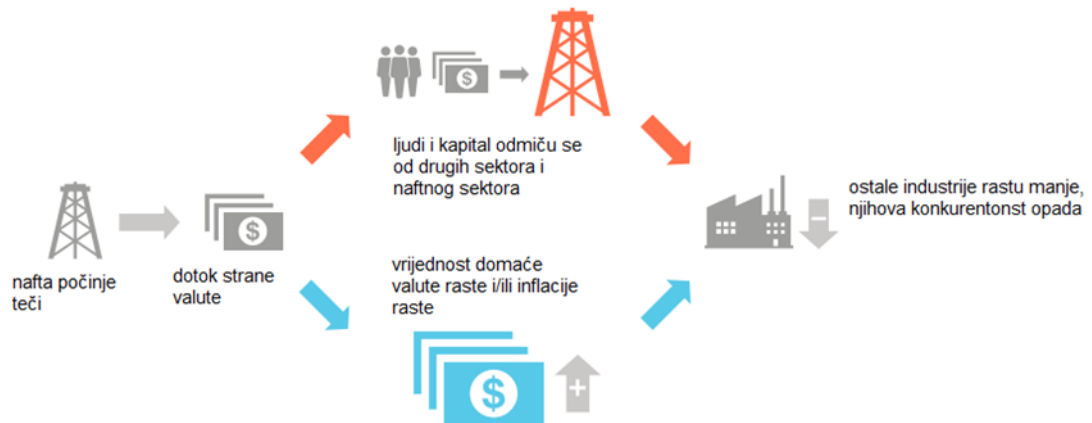 nafta počinje
teči
dotok strane
valute
ljudi i kapital odmiču se
od drugih sektora i
naftnog sektora
vrijednost domaće
valute raste i/ili inflacije
raste
ostale industrije rastu manje,
njihova konkurentonst opada